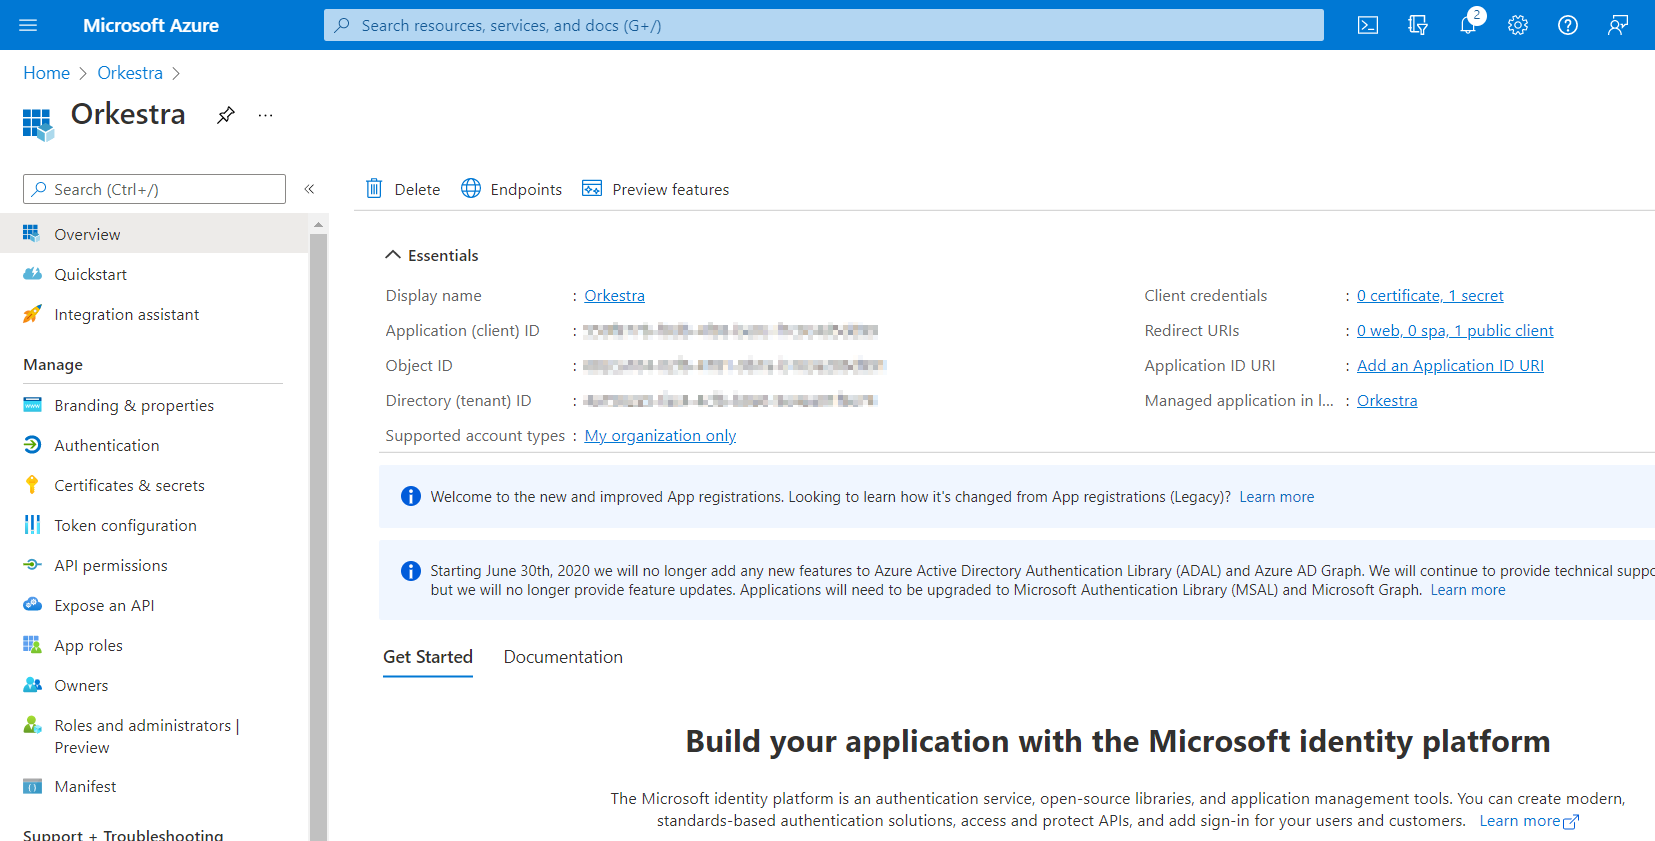 Microsoft Azure
Search resources, services, and docs (G+/)
2
Home > Orkestra >
Orkestra
...
Search (Ctrl+/)
«
Delete
Endpoints
Preview features
Overview
Quickstart
Integration assistant
Manage
Branding & properties
Authentication
Certificates & secrets
Token configuration
API permissions
Expose an API
App roles
Owners
Roles and administrators |
Preview
Manifest
Support + Troubleshooting
Essentials
Display name : Orkestra
Application (client) ID :
Object ID :
Directory (tenant) ID :
Supported account types : My organization only
Client credentials : 0 certificate, 1 secret
Redirect URIs : 0 web, 0 spa, 1 public client
Application ID URI : Add an Application ID URI
Managed application in l... : Orkestra
Welcome to the new and improved App registrations. Looking to learn how it's changed from App registrations (Legacy)? Learn more
Starting June 30th, 2020 we will no longer add any new features to Azure Active Directory Authentication Library (ADAL) and Azure AD Graph. We will continue to provide technical suppo
but we will no longer provide feature updates. Applications will need to be upgraded to Microsoft Authentication Library (MSAL) and Microsoft Graph. Learn more
Get Started
Documentation
Build your application with the Microsoft identity platform
The Microsoft identity platform is an authentication service, open-source libraries, and application management tools. You can create modern,
standards-based authentication solutions, access and protect APIs, and add sign-in for your users and customers. Learn more